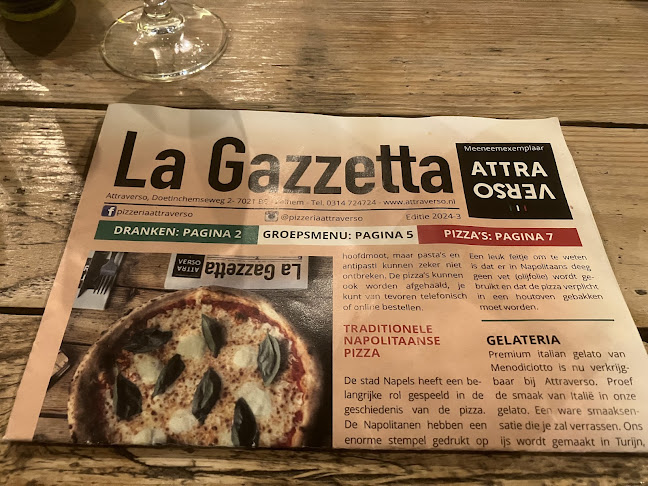 La Gazzetta
Meeneemexemplaar
ATTRA
VERSO
Attraverso, Doetinchemseweg 2- 7021 BS Zelhem - Tel. 0314 724724 - www.attraverso.nl
pizzeriaattraverso
@pizzeriaattraverso
Editie 2024-3
DRANKEN: PAGINA 2
GROEPSMENU: PAGINA 5
PIZZA'S: PAGINA 7
La Gazzetta
ATTRA
VERSO
hoofdmoot, maar pasta's en
antipasti kunnen zeker niet
ontbreken. De pizza's kunnen
ook worden afgehaald, je
kunt van tevoren telefonisch
of online bestellen.
TRADITIONELE
NAPOLITAANSE
PIZZA
De stad Napels heeft een be-
langrijke rol gespeeld in de
geschiedenis van de pizza.
De Napolitanen hebben een
enorme stempel gedrukt op
Een leuk feitje om te weten
is dat er in Napolitaans deeg
geen vet (olijfolie) wordt ge-
bruikt en dat de pizza verplicht
in een houtoven gebakken
moet worden.
GELATERIA
Premium Italian gelato van
Menodiciotto is nu verkrijg-
baar bij Attraverso. Proef
de smaak van Italië in onze
gelato. Een ware smaaksen-
satie die je zal verrassen. Ons
ijs wordt gemaakt in Turijn,